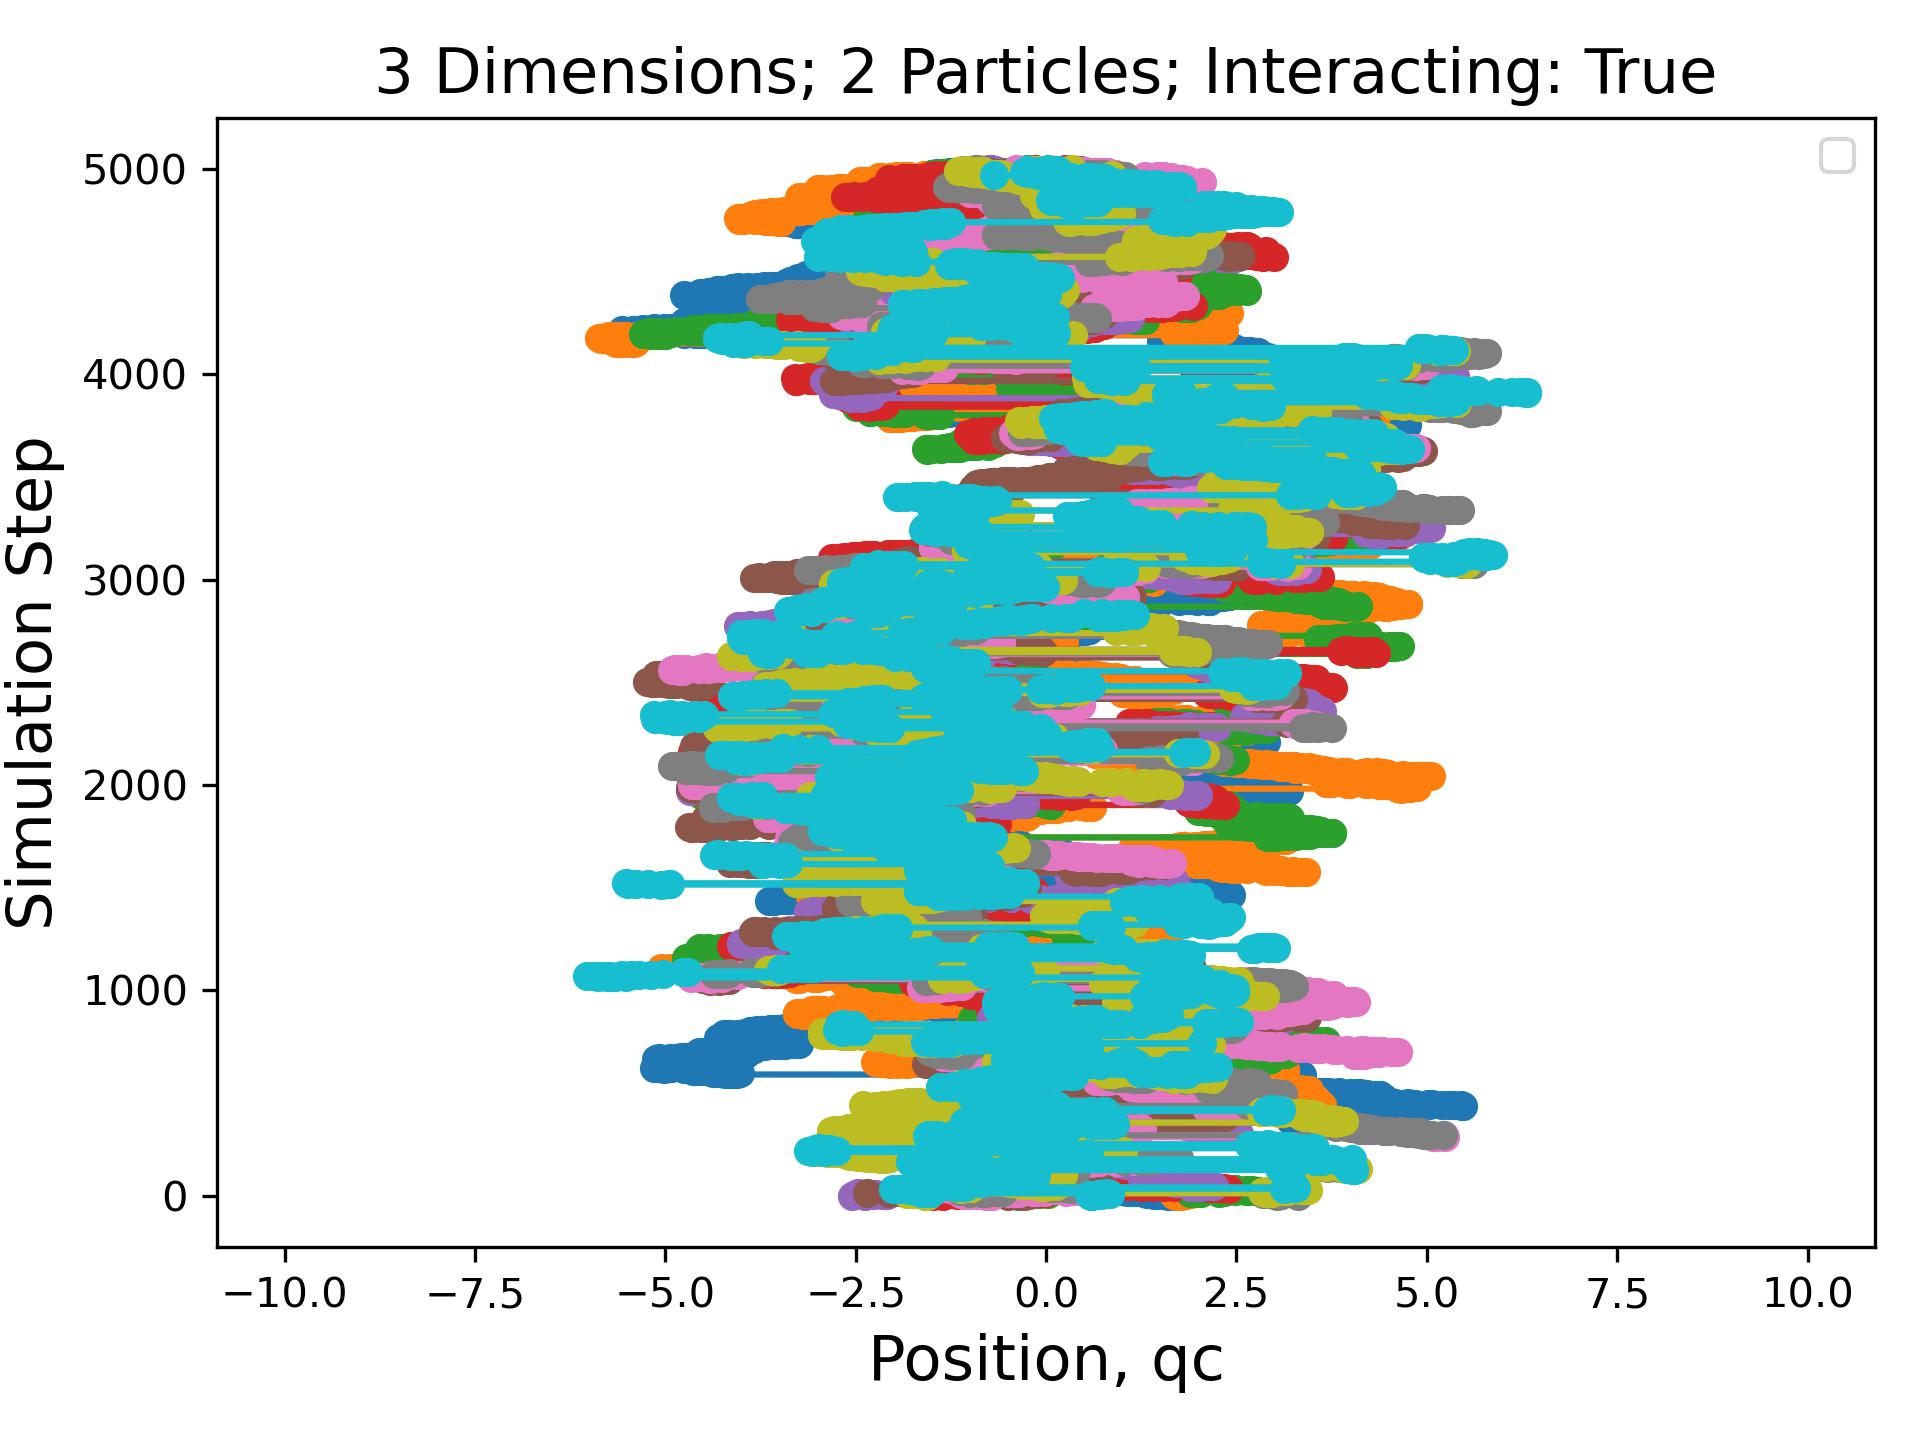 3 Dimensions; 2 Particles; Interacting: True
Simulation Step
5000
4000
3000
2000
1000
0
−10.0 −7.5 −5.0 −2.5 0.0 2.5 5.0 7.5 10.0
Position, qc